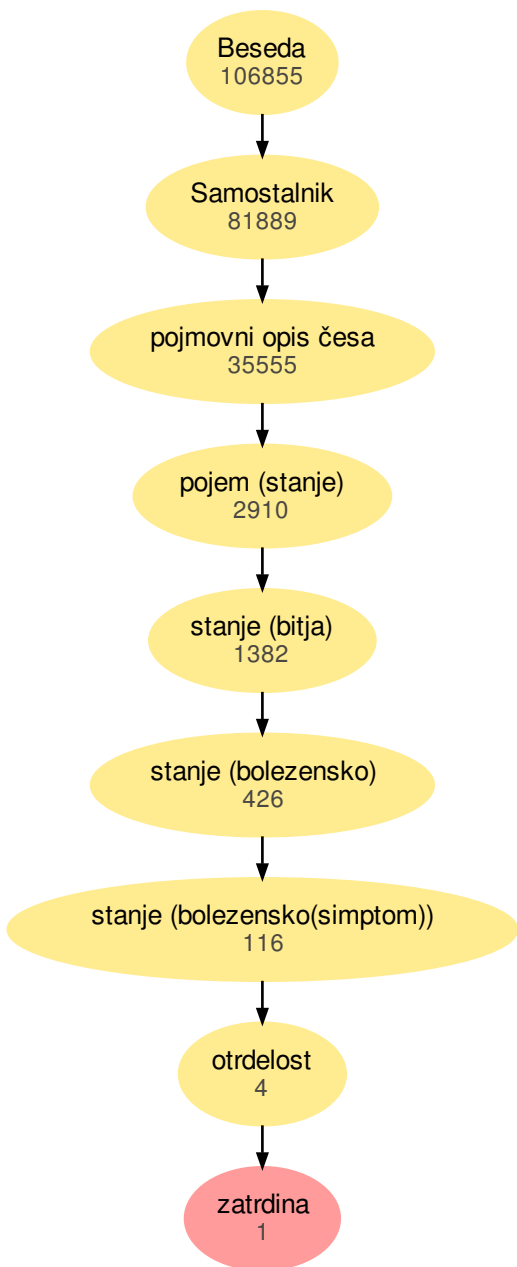 Beseda
106855
Samostalnik
81889
pojmovni opis česa
35555
pojem (stanje)
2910
stanje (bitja)
1382
stanje (bolezensko)
426
stanje (bolezensko(simptom))
116
otrdelost
4
zatrdina
1